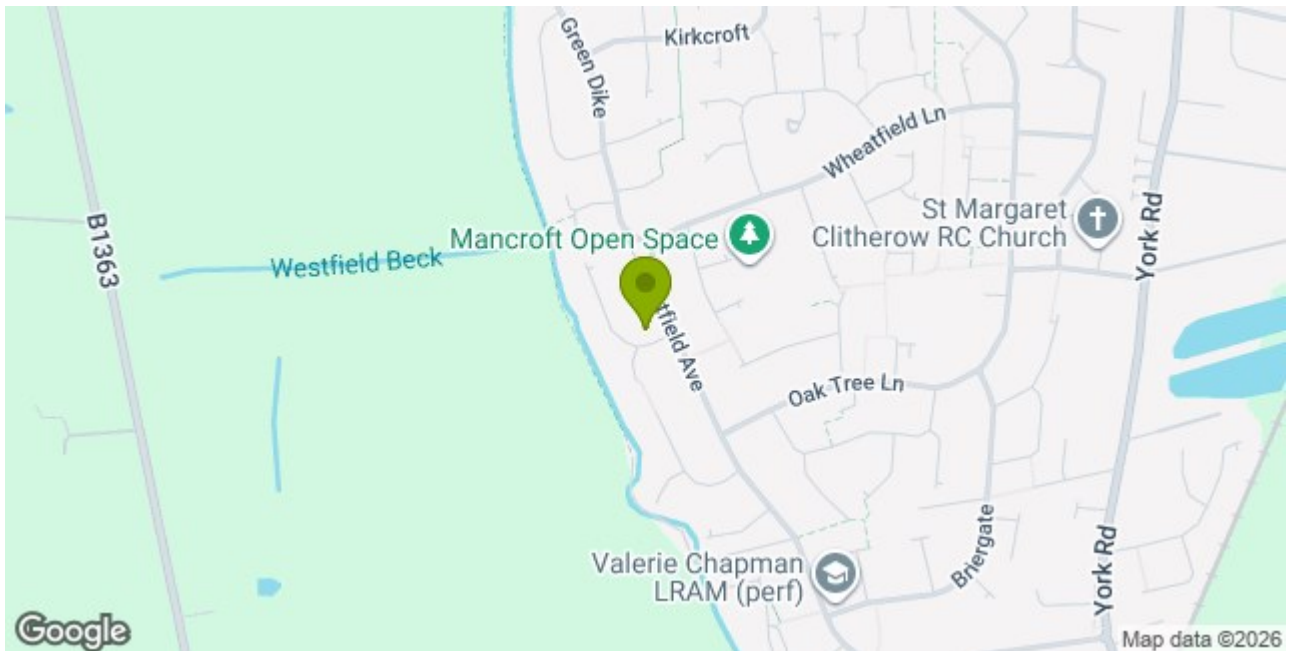 Green Dike
Kirkcroft
Wheatfield Ln
St Margaret
Clitherow RC Church
York Rd
B1363
Mancroft Open Space
Westfield Beck
Ave
Oak Tree Ln
Valerie Chapman
LRAM (perf)
Briergate
York Rd
Google
Map data ©2026